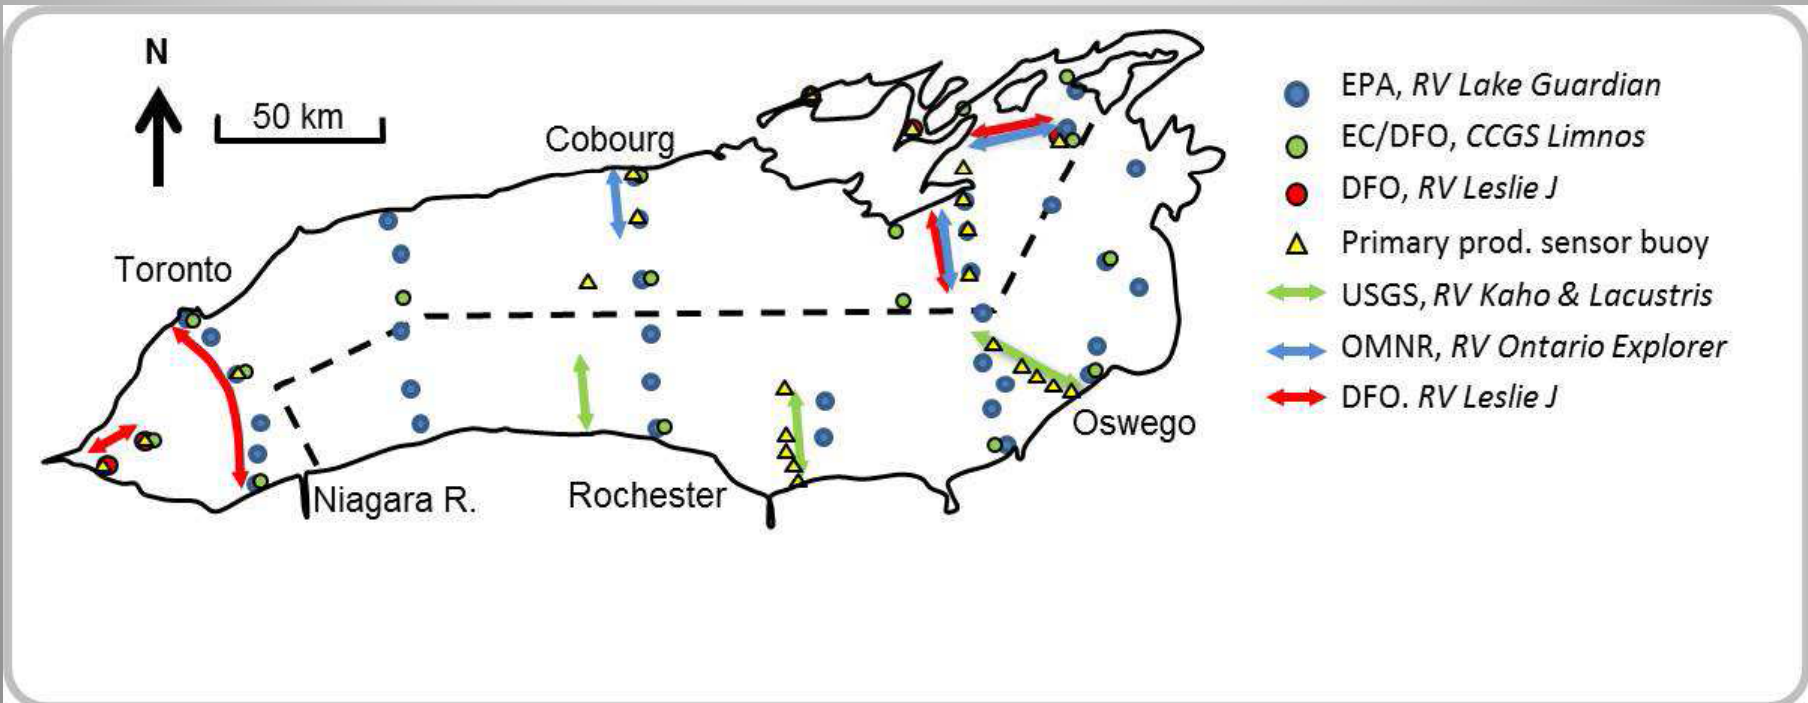 N
50 km
Cobourg
Toronto
Niagara R.
Rochester
Oswego
EPA, RV Lake Guardian
EC/DFO, CCGS Limnos
DFO, RV Leslie J
Primary prod. sensor buoy
USGS, RV Kaho & Lacustris
OMNR, RV Ontario Explorer
DFO. RV Leslie J